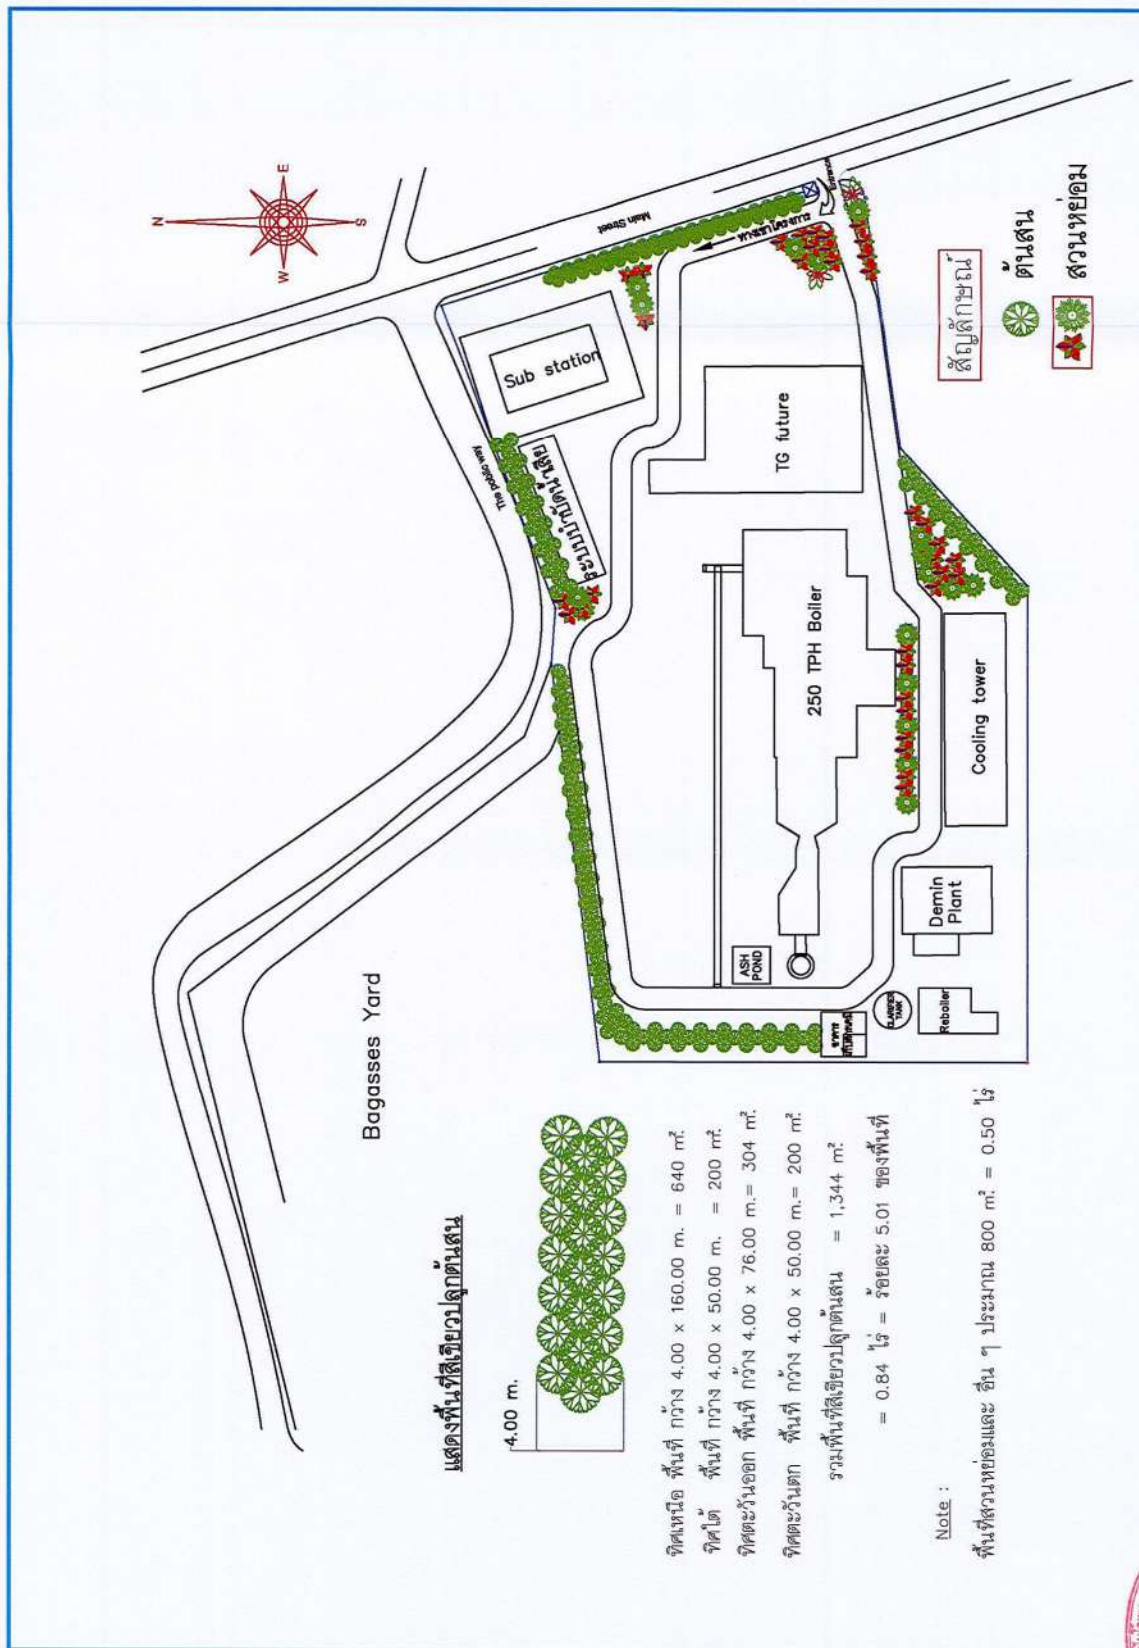 N
E
S
W
Main Street
Entrance
The public way
Sub station
ระบบบำบัดน้ำเสีย
TG future
250 TPH Boiler
Cooling tower
Demin
Plant
ASH
POND
CLARIFIER
TANK
Reboiler
อาคาร
Bagasses Yard
สัญลักษณ์
ต้นสน
สวนหย่อม
แสดงพื้นที่สีเขียวปลูกต้นสน
4.00 m.
ทิศเหนือ พื้นที่ กว้าง 4.00 x 160.00 m. = 640 m².
ทิศใต้ พื้นที่ กว้าง 4.00 x 50.00 m. = 200 m².
ทิศตะวันออก พื้นที่ กว้าง 4.00 x 76.00 m. = 304 m².
ทิศตะวันตก พื้นที่ กว้าง 4.00 x 50.00 m. = 200 m².
รวมพื้นที่สีเขียวปลูกต้นสน = 1,344 m².
= 0.84 ไร่ = ร้อยละ 5.01 ของพื้นที่
Note :
พื้นที่สวนหย่อมและ อื่น ๆ ประมาณ 800 m². = 0.50 ไร่